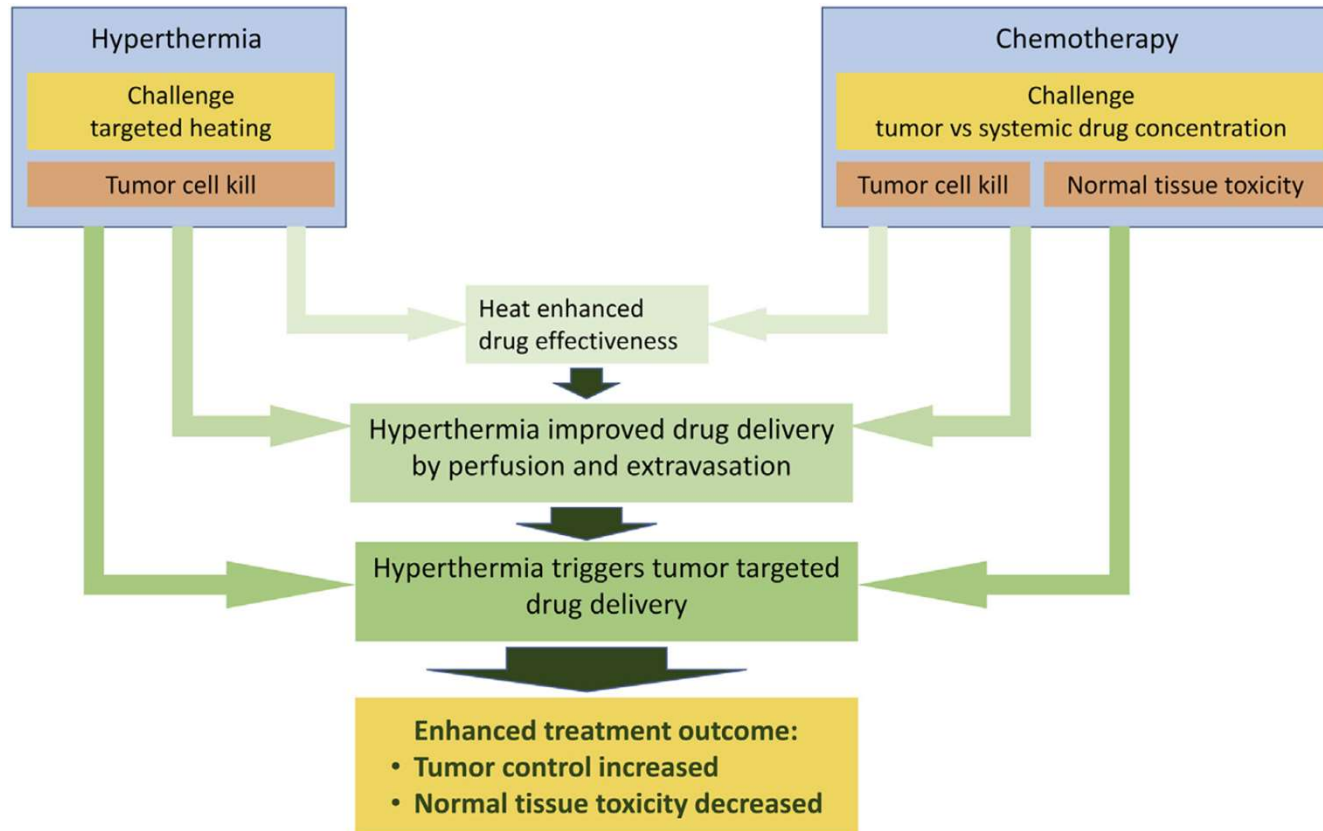 Hyperthermia
Challenge
targeted heating
Tumor cell kill
Chemotherapy
Challenge
tumor vs systemic drug concentration
Tumor cell kill
Normal tissue toxicity
Heat enhanced
drug effectiveness
Hyperthermia improved drug delivery
by perfusion and extravasation
Hyperthermia triggers tumor targeted
drug delivery
Enhanced treatment outcome:
• Tumor control increased
• Normal tissue toxicity decreased